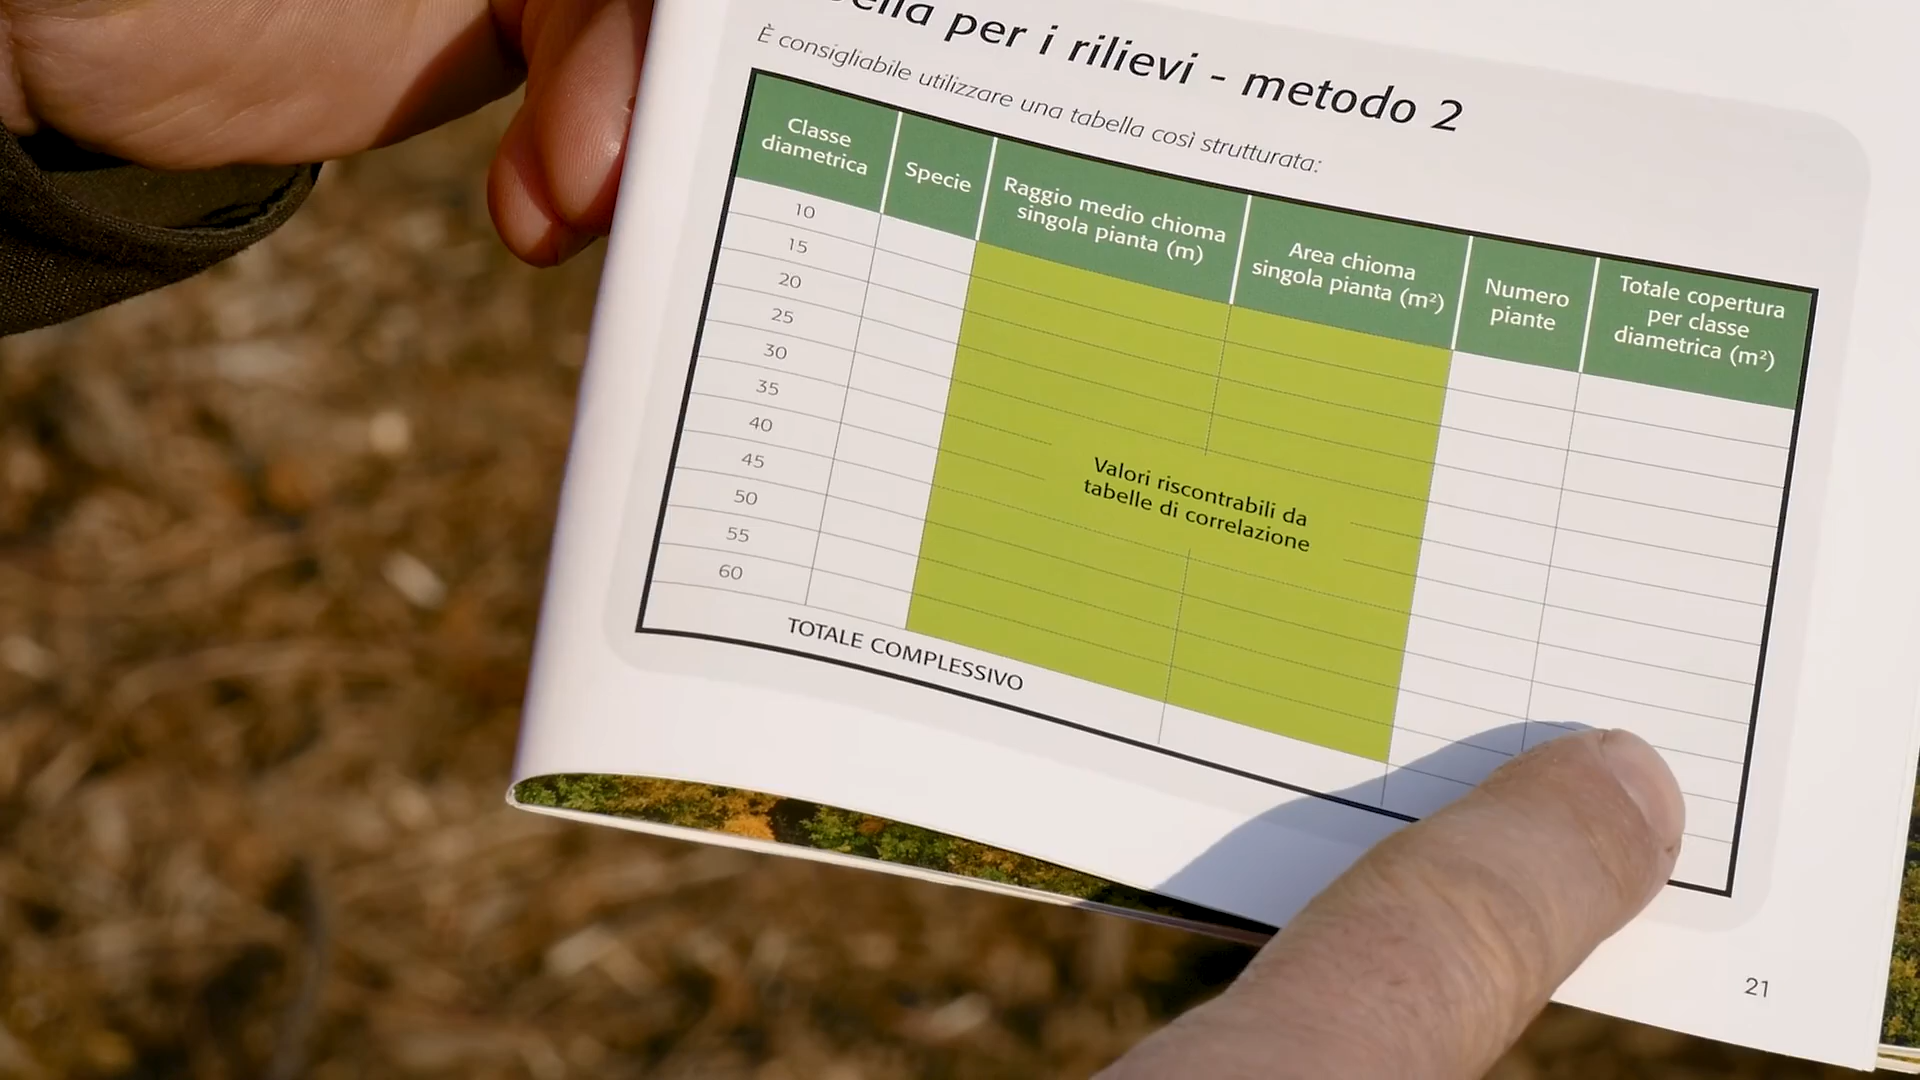 per i rilievi - metodo 2
È consigliabile utilizzare una tabella così strutturata:
Classe
diametrica
Specie
Raggio medio chioma
singola pianta (m)
Area chioma
singola pianta (m²)
Numero
piante
Totale copertura
per classe
diametrica (m²)
10
15
20
25
30
35
40
45
50
55
60
Valori riscontrabili da
tabelle di correlazione
TOTALE COMPLESSIVO
21